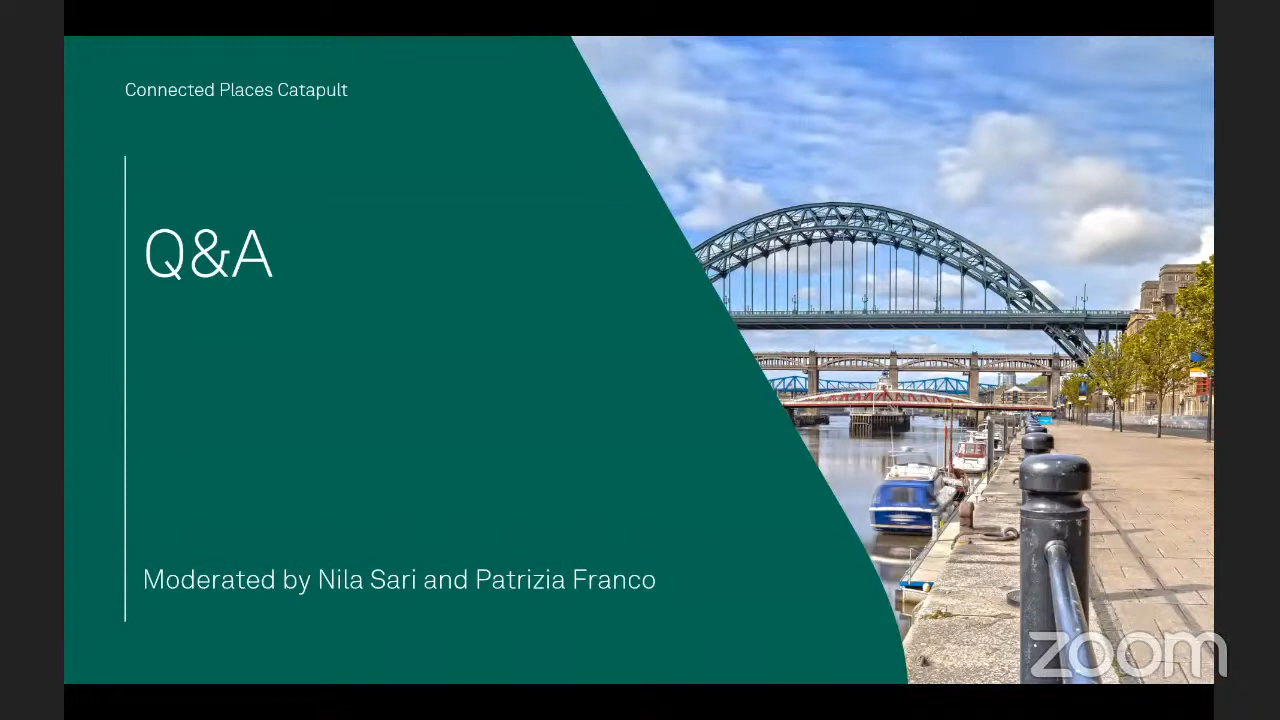 Connected Places Catapult
Q&A
Moderated by Nila Sari and Patrizia Franco
zoom